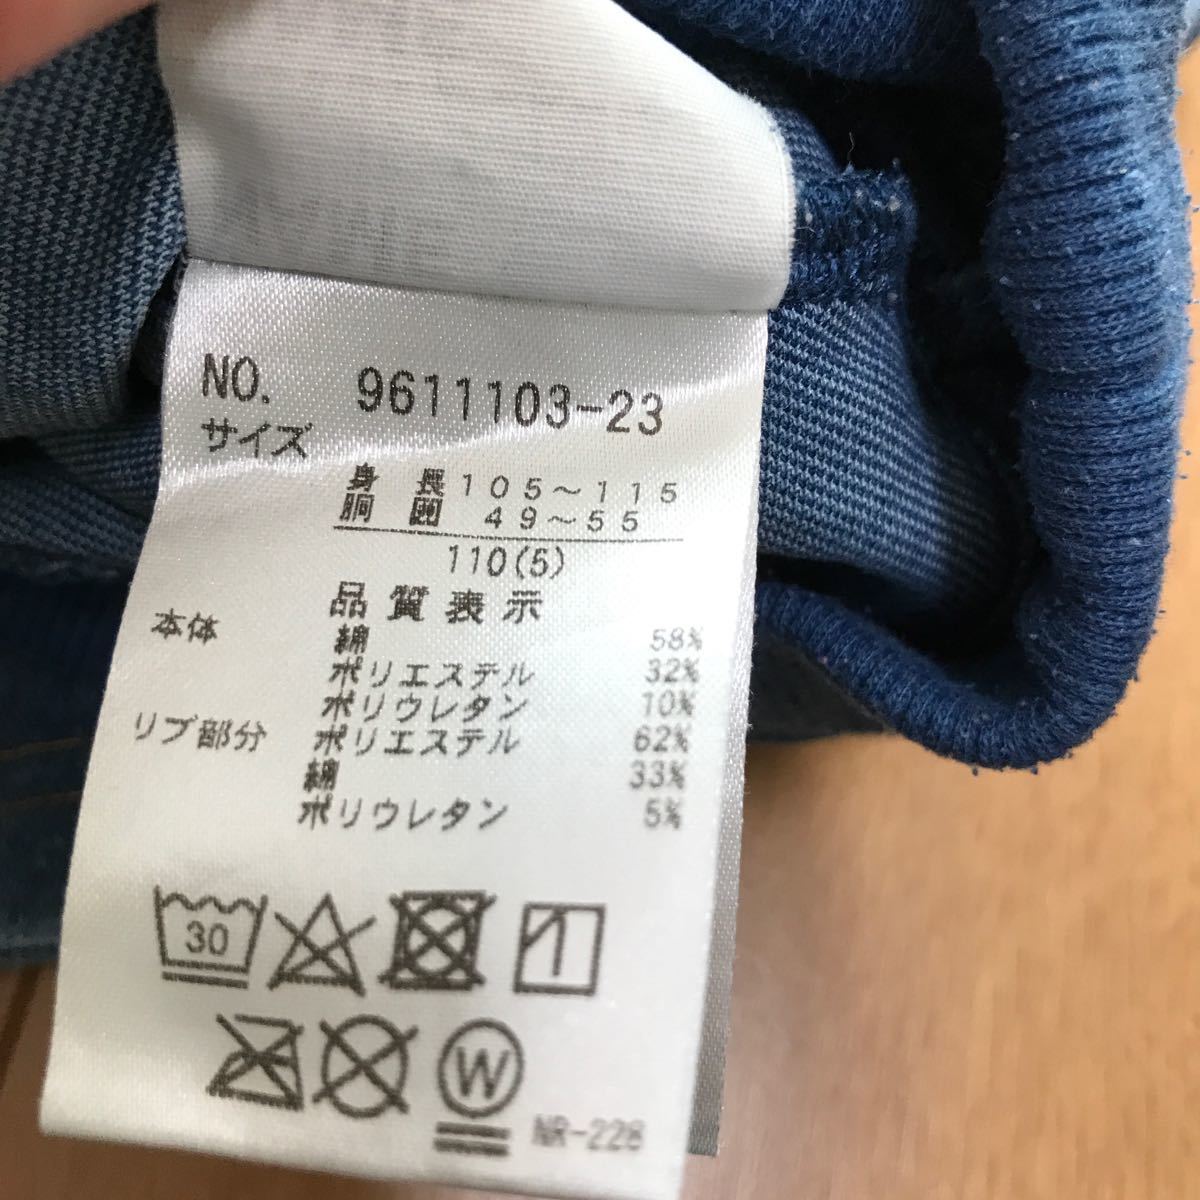 NO. 9611103-23
サイズ
身 長 105～115
胴 囲 49～55
110(5)
品質表示
本体 綿 58%
ポリエステル 32%
ポリウレタン 10%
リブ部分 ポリエステル 62%
綿 33%
ポリウレタン 5%
30
W
NR-228